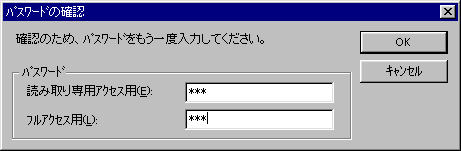 ﾊﾟｽﾜｰﾄﾞの確認
確認のため、ﾊﾟｽﾜｰﾄﾞをもう一度入力してください。
OK
ｷｬﾝｾﾙ
ﾊﾟｽﾜｰﾄﾞ
読み取り専用ｱｸｾｽ用(E):
***
ﾌﾙｱｸｾｽ用(L):
***